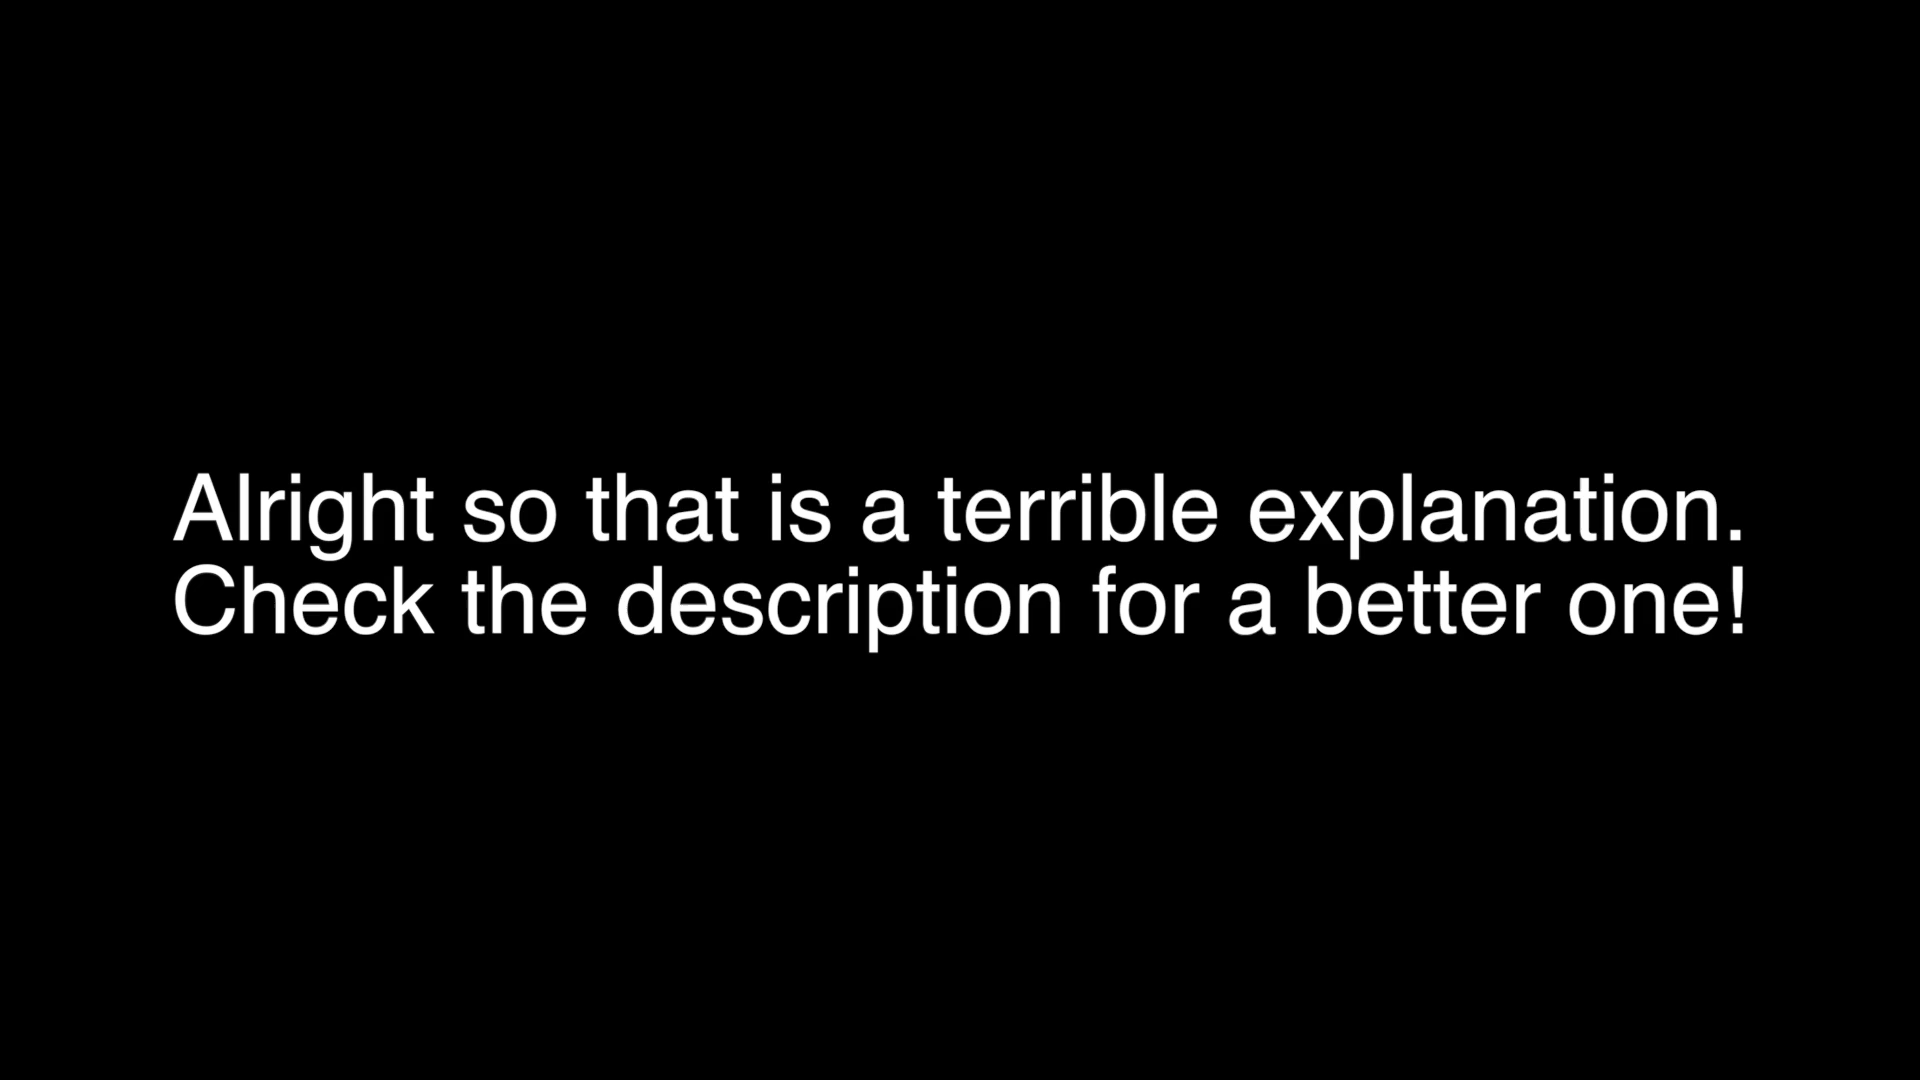 Alright so that is a terrible explanation.
Check the description for a better one!